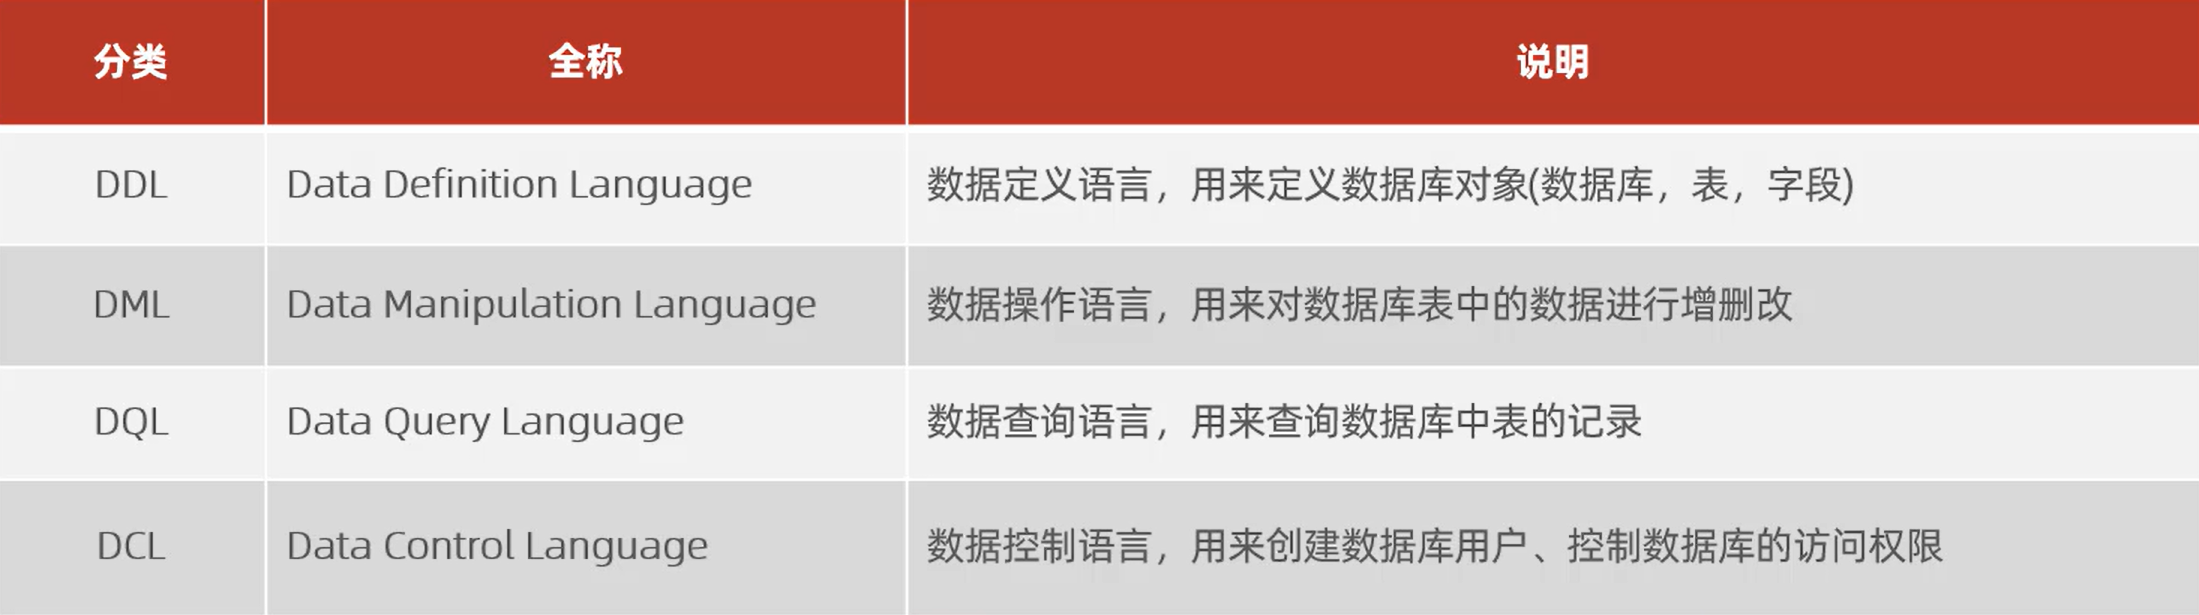 分类 全称 说明
DDL Data Definition Language 数据定义语言，用来定义数据库对象(数据库，表，字段)
DML Data Manipulation Language 数据操作语言，用来对数据库表中的数据进行增删改
DQL Data Query Language 数据查询语言，用来查询数据库中表的记录
DCL Data Control Language 数据控制语言，用来创建数据库用户、控制数据库的访问权限